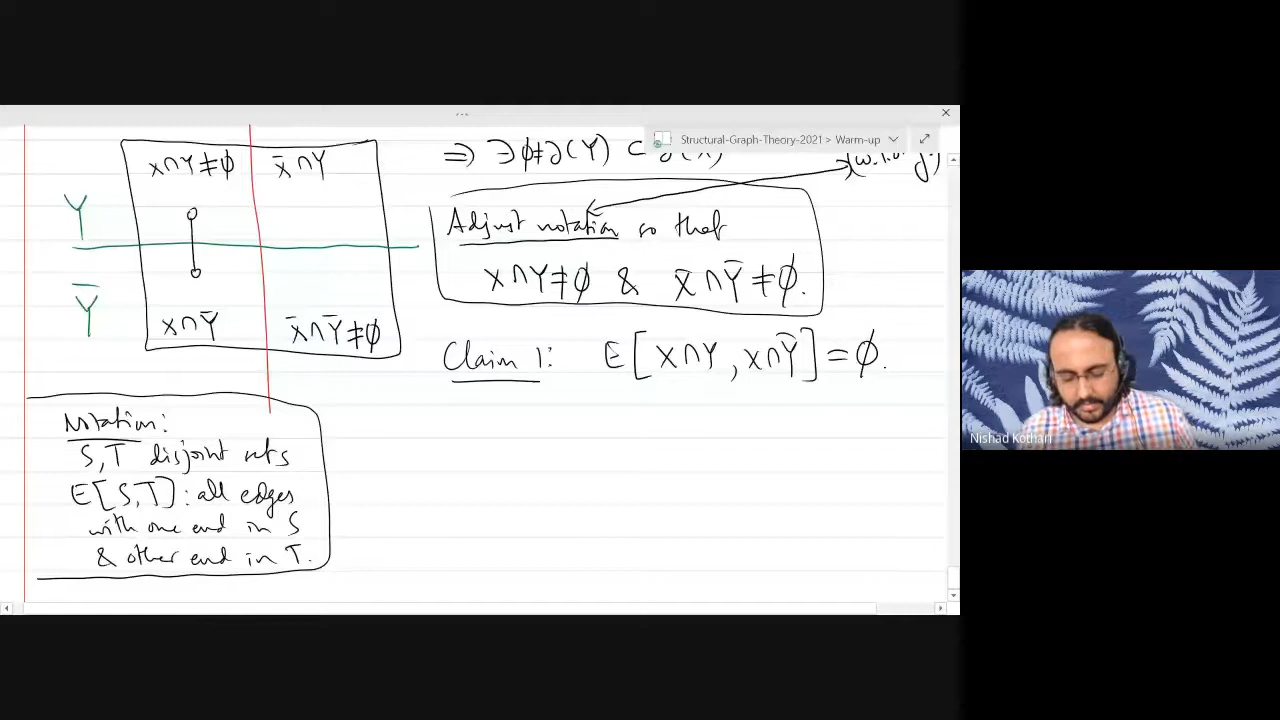 Structural-Graph-Theory-2021 > Warm-up
⇒ ∃ ϕ≠∂(Y) ⊂ ∂(X)
(w.l.o.g.)
X∩Y≠ϕ
X̄∩Y
Y
Ȳ
X∩Ȳ
X̄∩Ȳ≠ϕ
Adjust notation so that
X∩Y≠ϕ & X̄∩Ȳ≠ϕ.
Claim 1: E[X∩Y, X∩Ȳ] = ϕ.
Notation:
S,T disjoint sets
E[S,T]: all edges
with one end in S
& other end in T.
Nishad Kothari